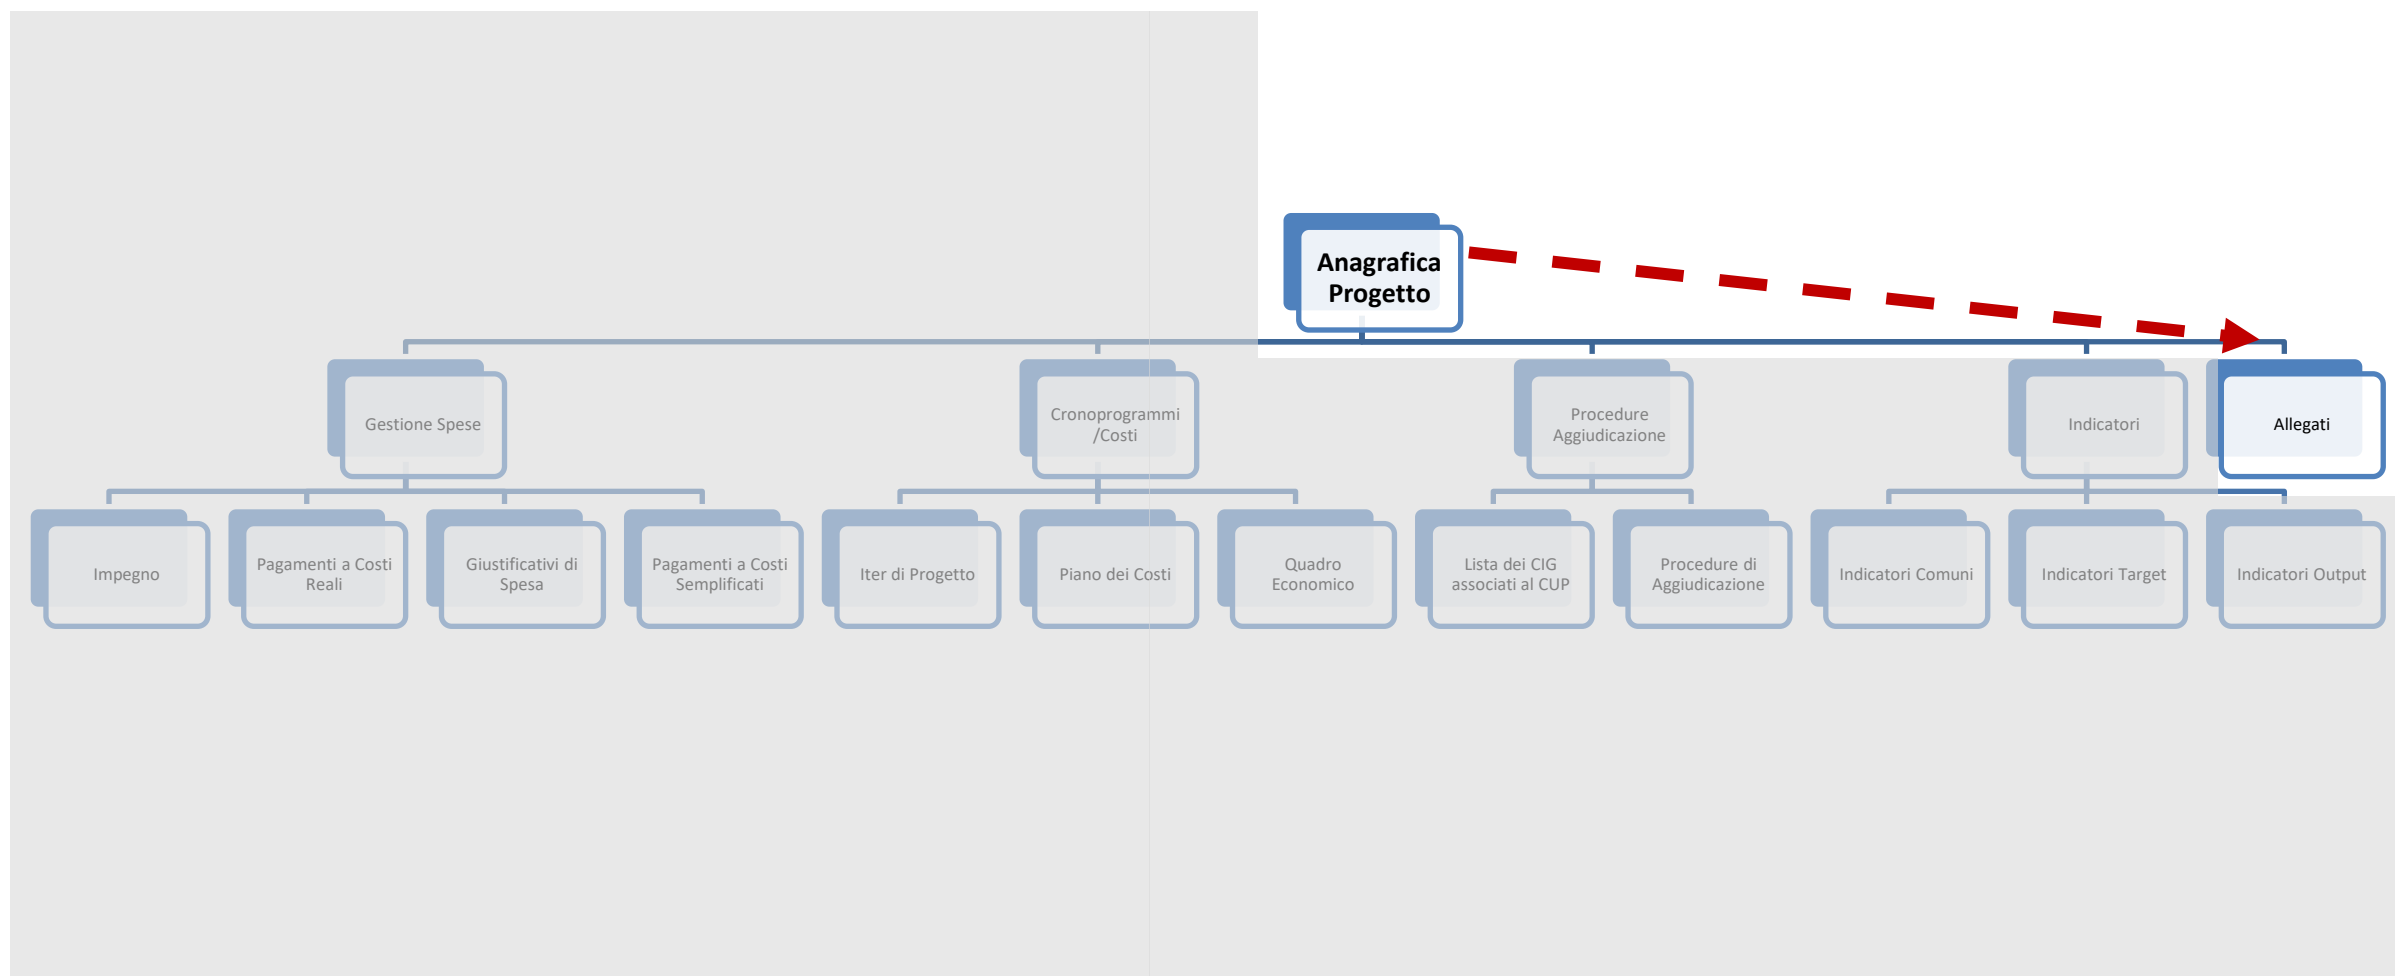 Anagrafica
Progetto
Gestione Spese
Cronoprogrammi
/Costi
Procedure
Aggiudicazione
Indicatori
Allegati
Impegno
Pagamenti a Costi
Reali
Giustificativi di
Spesa
Pagamenti a Costi
Semplificati
Iter di Progetto
Piano dei Costi
Quadro
Economico
Lista dei CIG
associati al CUP
Procedure di
Aggiudicazione
Indicatori Comuni
Indicatori Target
Indicatori Output